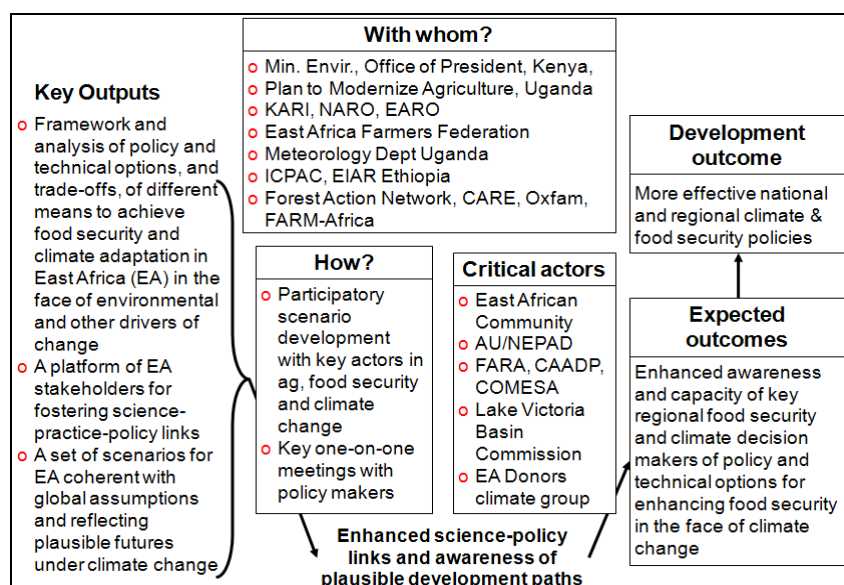 With whom?
o Min. Envir., Office of President, Kenya,
o Plan to Modernize Agriculture, Uganda
o KARI, NARO, EARO
o East Africa Farmers Federation
o Meteorology Dept Uganda
o ICPAC, EIAR Ethiopia
o Forest Action Network, CARE, Oxfam,
FARM-Africa
Key Outputs
o Framework and
analysis of policy and
technical options, and
trade-offs, of different
means to achieve
food security and
climate adaptation in
East Africa (EA) in the
face of environmental
and other drivers of
change
o A platform of EA
stakeholders for
fostering science-
practice-policy links
o A set of scenarios for
EA coherent with
global assumptions
and reflecting
plausible futures
under climate change
How?
o Participatory
scenario
development
with key actors in
ag, food security
and climate
change
o Key one-on-one
meetings with
policy makers
Critical actors
o East African
Community
o AU/NEPAD
o FARA, CAADP,
COMESA
o Lake Victoria
Basin
Commission
o EA Donors
climate group
Enhanced science-policy
links and awareness of
plausible development paths
Development
outcome
More effective national
and regional climate &
food security policies
Expected
outcomes
Enhanced awareness
and capacity of key
regional food security
and climate decision
makers of policy and
technical options for
enhancing food security
in the face of climate
change